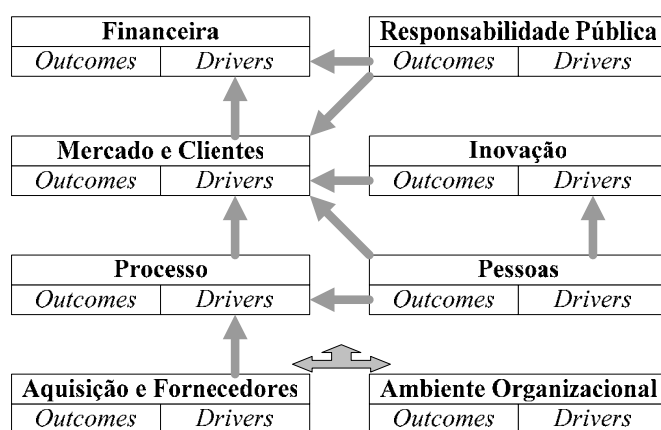 Financeira
Outcomes Drivers
Responsabilidade Pública
Outcomes Drivers
Mercado e Clientes
Outcomes Drivers
Inovação
Outcomes Drivers
Processo
Outcomes Drivers
Pessoas
Outcomes Drivers
Aquisição e Fornecedores
Outcomes Drivers
Ambiente Organizacional
Outcomes Drivers